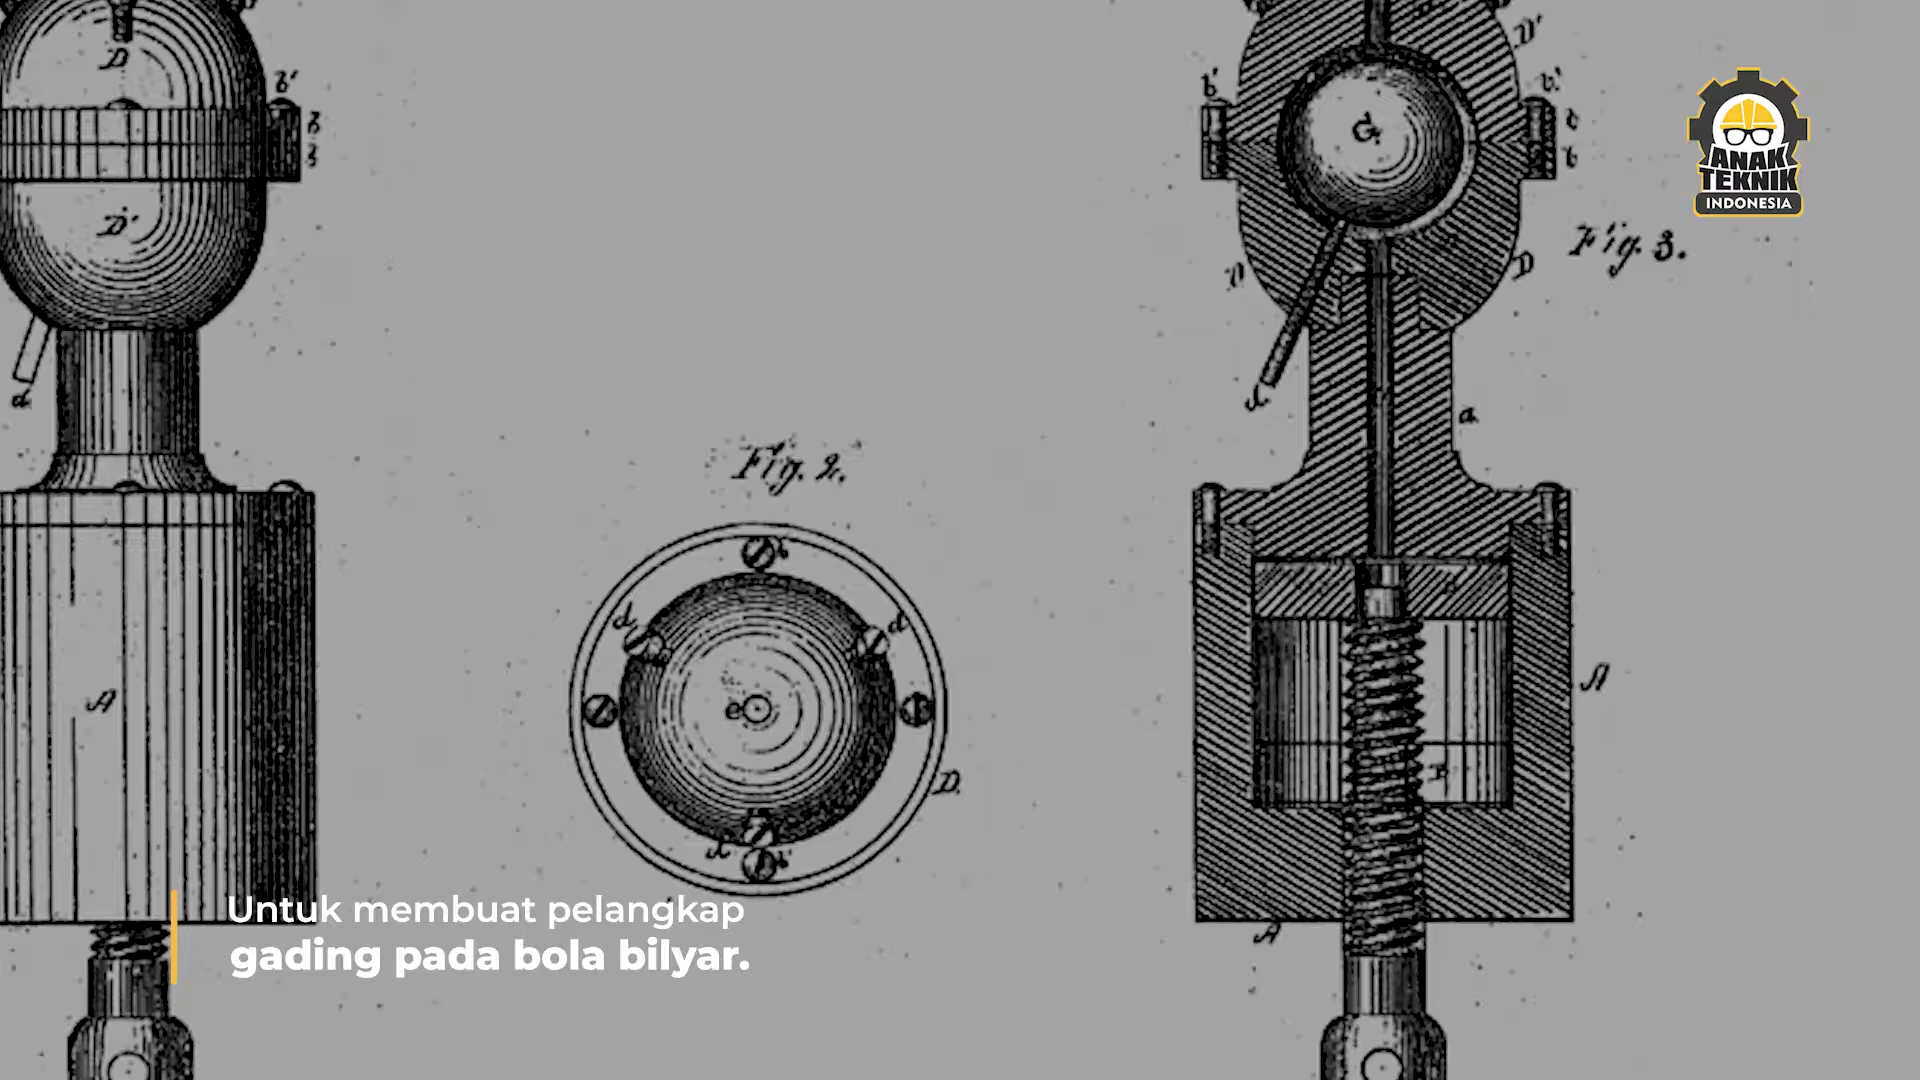 D
b'
b
b
D'
d
A
Fig. 2.
d
d
e
D
b'
G
D'
b'
b
b
D
Fig. 3.
d
a
A
B
A
ANAK
TEKNIK
INDONESIA
Untuk membuat pelangkap
gading pada bola bilyar.